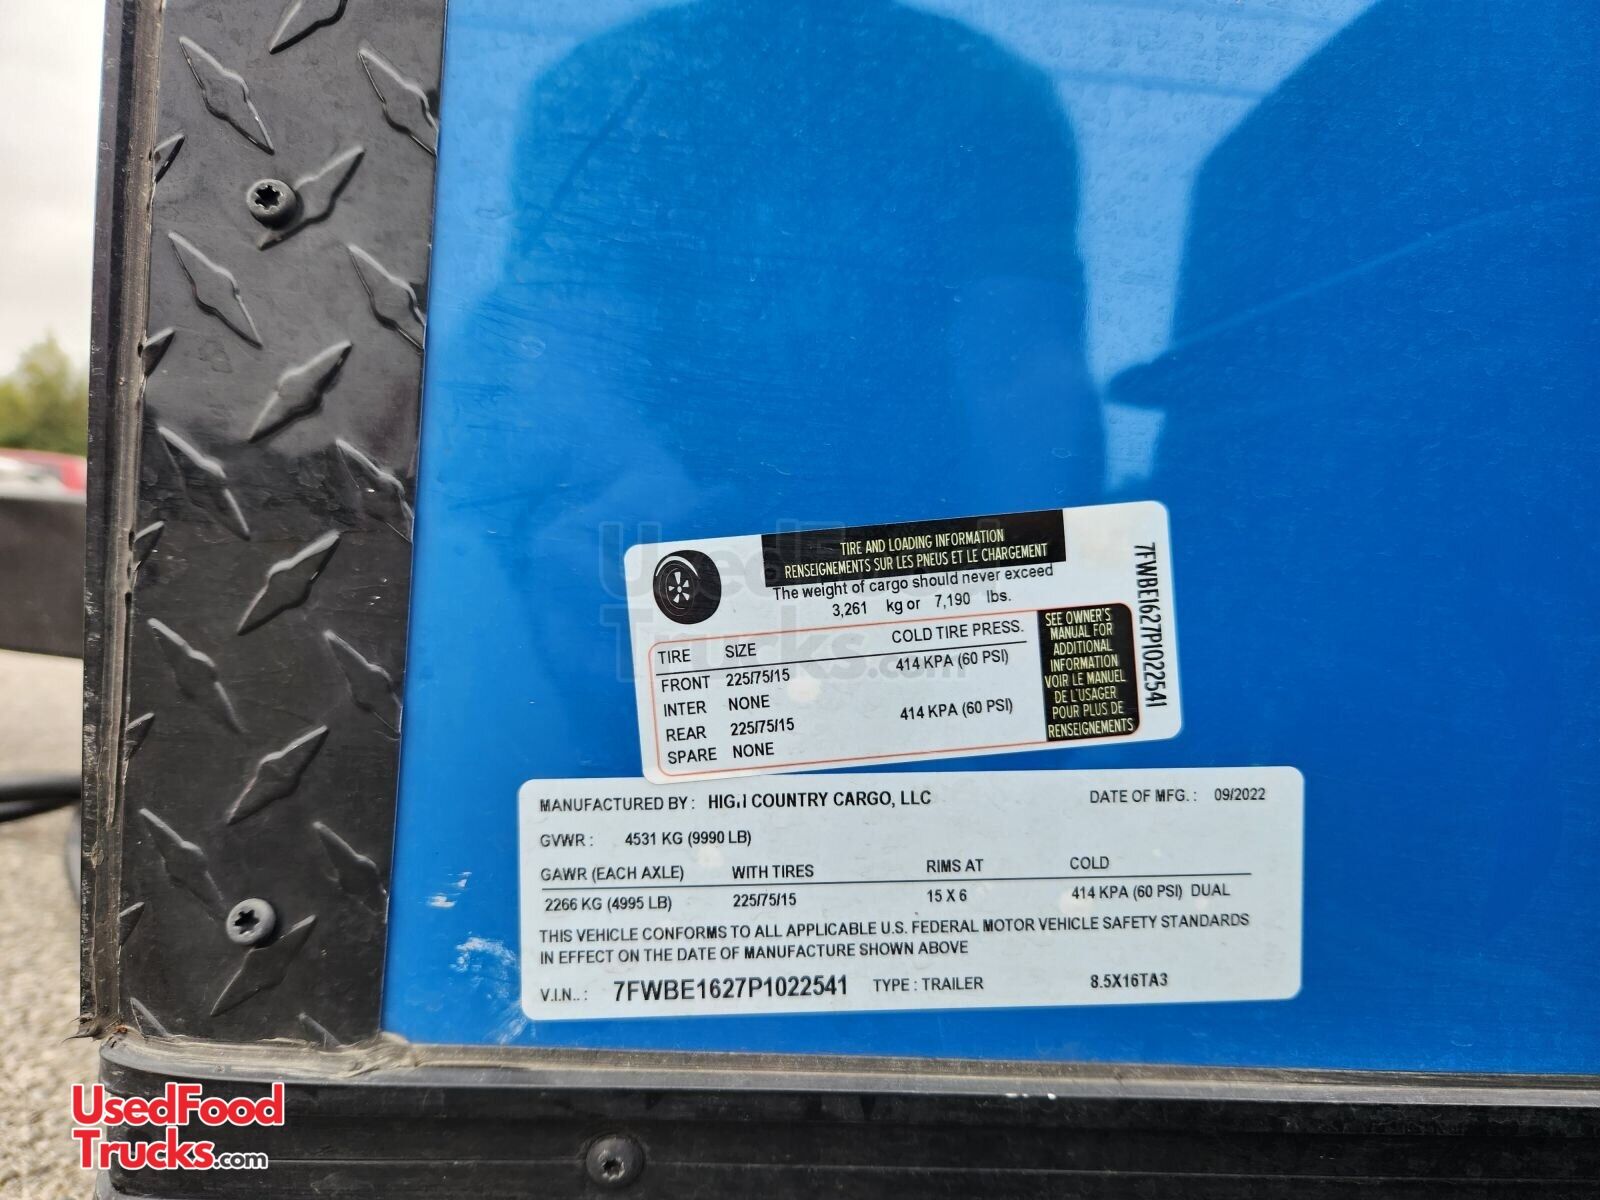 TIRE AND LOADING INFORMATION
RENSEIGNEMENTS SUR LES PNEUS ET LE CHARGEMENT
The weight of cargo should never exceed
3,261 kg or 7,190 lbs.
TIRE SIZE COLD TIRE PRESS.
FRONT 225/75/15 414 KPA (60 PSI)
INTER NONE
REAR 225/75/15 414 KPA (60 PSI)
SPARE NONE
SEE OWNER'S
MANUAL FOR
ADDITIONAL
INFORMATION
VOIR LE MANUEL
DE L'USAGER
POUR PLUS DE
RENSEIGNEMENTS
7FWBE1627P1022541
MANUFACTURED BY : HIGH COUNTRY CARGO, LLC DATE OF MFG. : 09/2022
GVWR : 4531 KG (9990 LB)
GAWR (EACH AXLE) WITH TIRES RIMS AT COLD
2266 KG (4995 LB) 225/75/15 15 X 6 414 KPA (60 PSI) DUAL
THIS VEHICLE CONFORMS TO ALL APPLICABLE U.S. FEDERAL MOTOR VEHICLE SAFETY STANDARDS
IN EFFECT ON THE DATE OF MANUFACTURE SHOWN ABOVE
V.I.N.. : 7FWBE1627P1022541 TYPE : TRAILER 8.5X16TA3
UsedFood
Trucks.com
UsedFood
Trucks.com